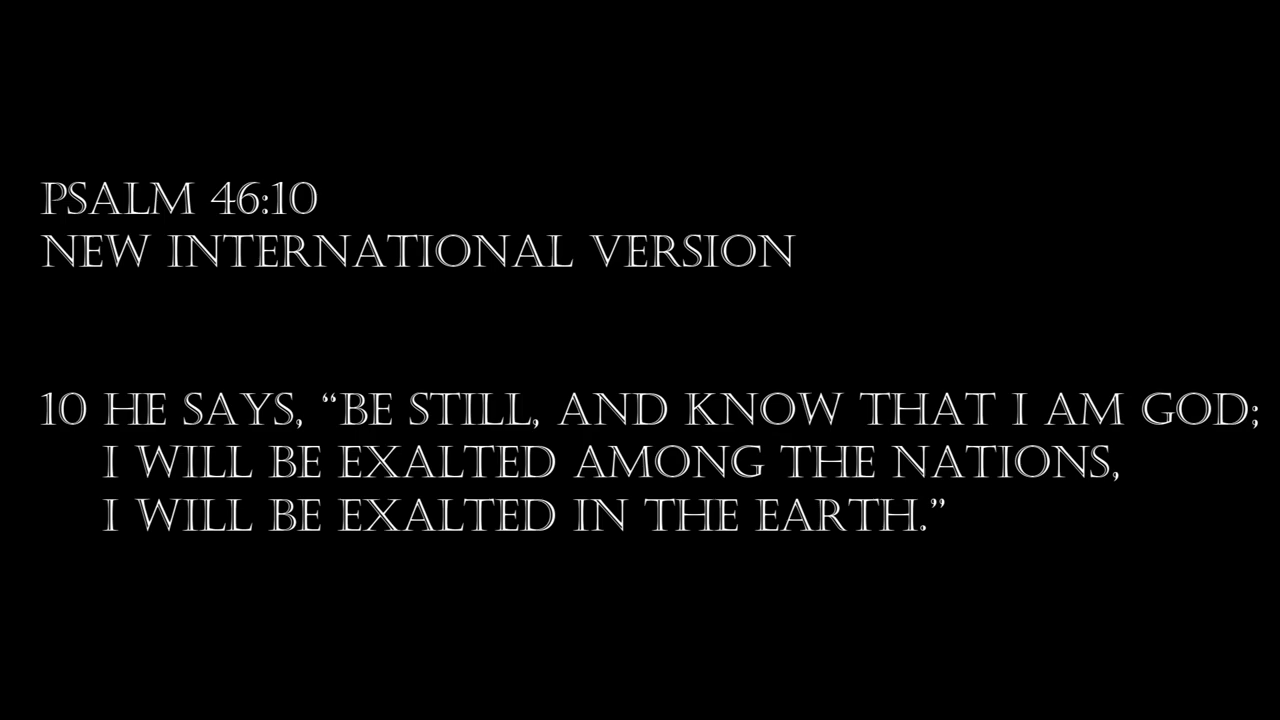 PSALM 46:10
NEW INTERNATIONAL VERSION
10 HE SAYS, “BE STILL, AND KNOW THAT I AM GOD;
I WILL BE EXALTED AMONG THE NATIONS,
I WILL BE EXALTED IN THE EARTH.”